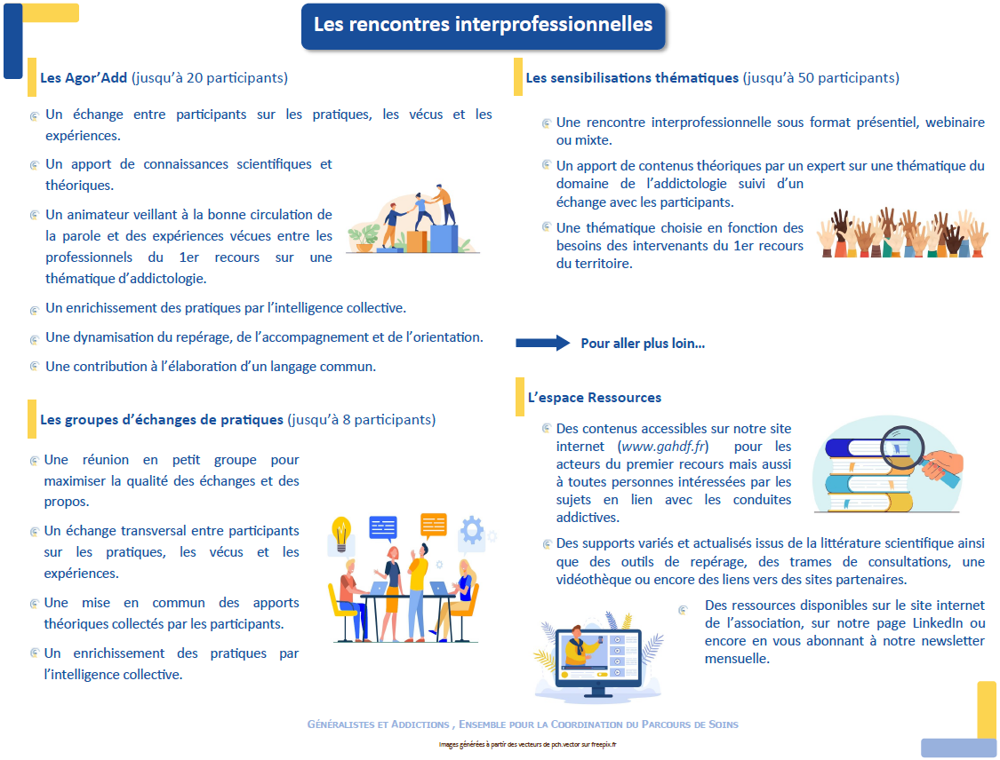 Les rencontres interprofessionnelles
Les Agor’Add (jusqu’à 20 participants)
Un échange entre participants sur les pratiques, les vécus et les
expériences.
Un apport de connaissances scientifiques et
théoriques.
Un animateur veillant à la bonne circulation de
la parole et des expériences vécues entre les
professionnels du 1er recours sur une
thématique d’addictologie.
Un enrichissement des pratiques par l’intelligence collective.
Une dynamisation du repérage, de l’accompagnement et de l’orientation.
Une contribution à l’élaboration d’un langage commun.
Les groupes d’échanges de pratiques (jusqu’à 8 participants)
Une réunion en petit groupe pour
maximiser la qualité des échanges et des
propos.
Un échange transversal entre participants
sur les pratiques, les vécus et les
expériences.
Une mise en commun des apports
théoriques collectés par les participants.
Un enrichissement des pratiques par
l’intelligence collective.
Les sensibilisations thématiques (jusqu’à 50 participants)
Une rencontre interprofessionnelle sous format présentiel, webinaire
ou mixte.
Un apport de contenus théoriques par un expert sur une thématique du
domaine de l’addictologie suivi d’un
échange avec les participants.
Une thématique choisie en fonction des
besoins des intervenants du 1er recours
du territoire.
Pour aller plus loin…
L’espace Ressources
Des contenus accessibles sur notre site
internet (www.gahdf.fr) pour les
acteurs du premier recours mais aussi
à toutes personnes intéressées par les
sujets en lien avec les conduites
addictives.
Des supports variés et actualisés issus de la littérature scientifique ainsi
que des outils de repérage, des trames de consultations, une
vidéothèque ou encore des liens vers des sites partenaires.
Des ressources disponibles sur le site internet
de l’association, sur notre page LinkedIn ou
encore en vous abonnant à notre newsletter
mensuelle.
Généralistes et Addictions , Ensemble pour la Coordination du Parcours de Soins
Images générées à partir des vecteurs de pch.vector sur freepix.fr